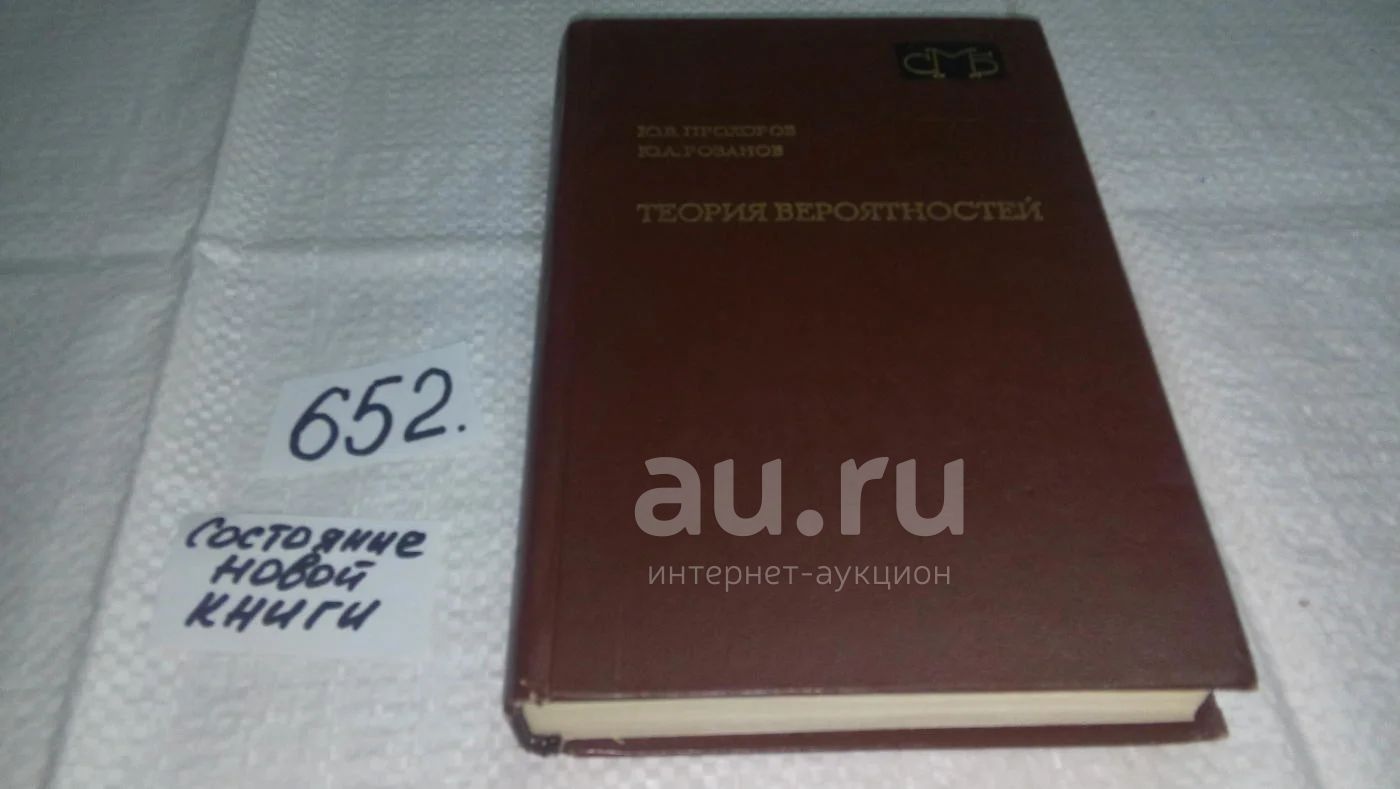 СМБ
Ю.В. ПРОХОРОВ
Ю.А. РОЗАНОВ
ТЕОРИЯ ВЕРОЯТНОСТЕЙ
652.
Состояние
новой
книги
au.ru
интернет-аукцион